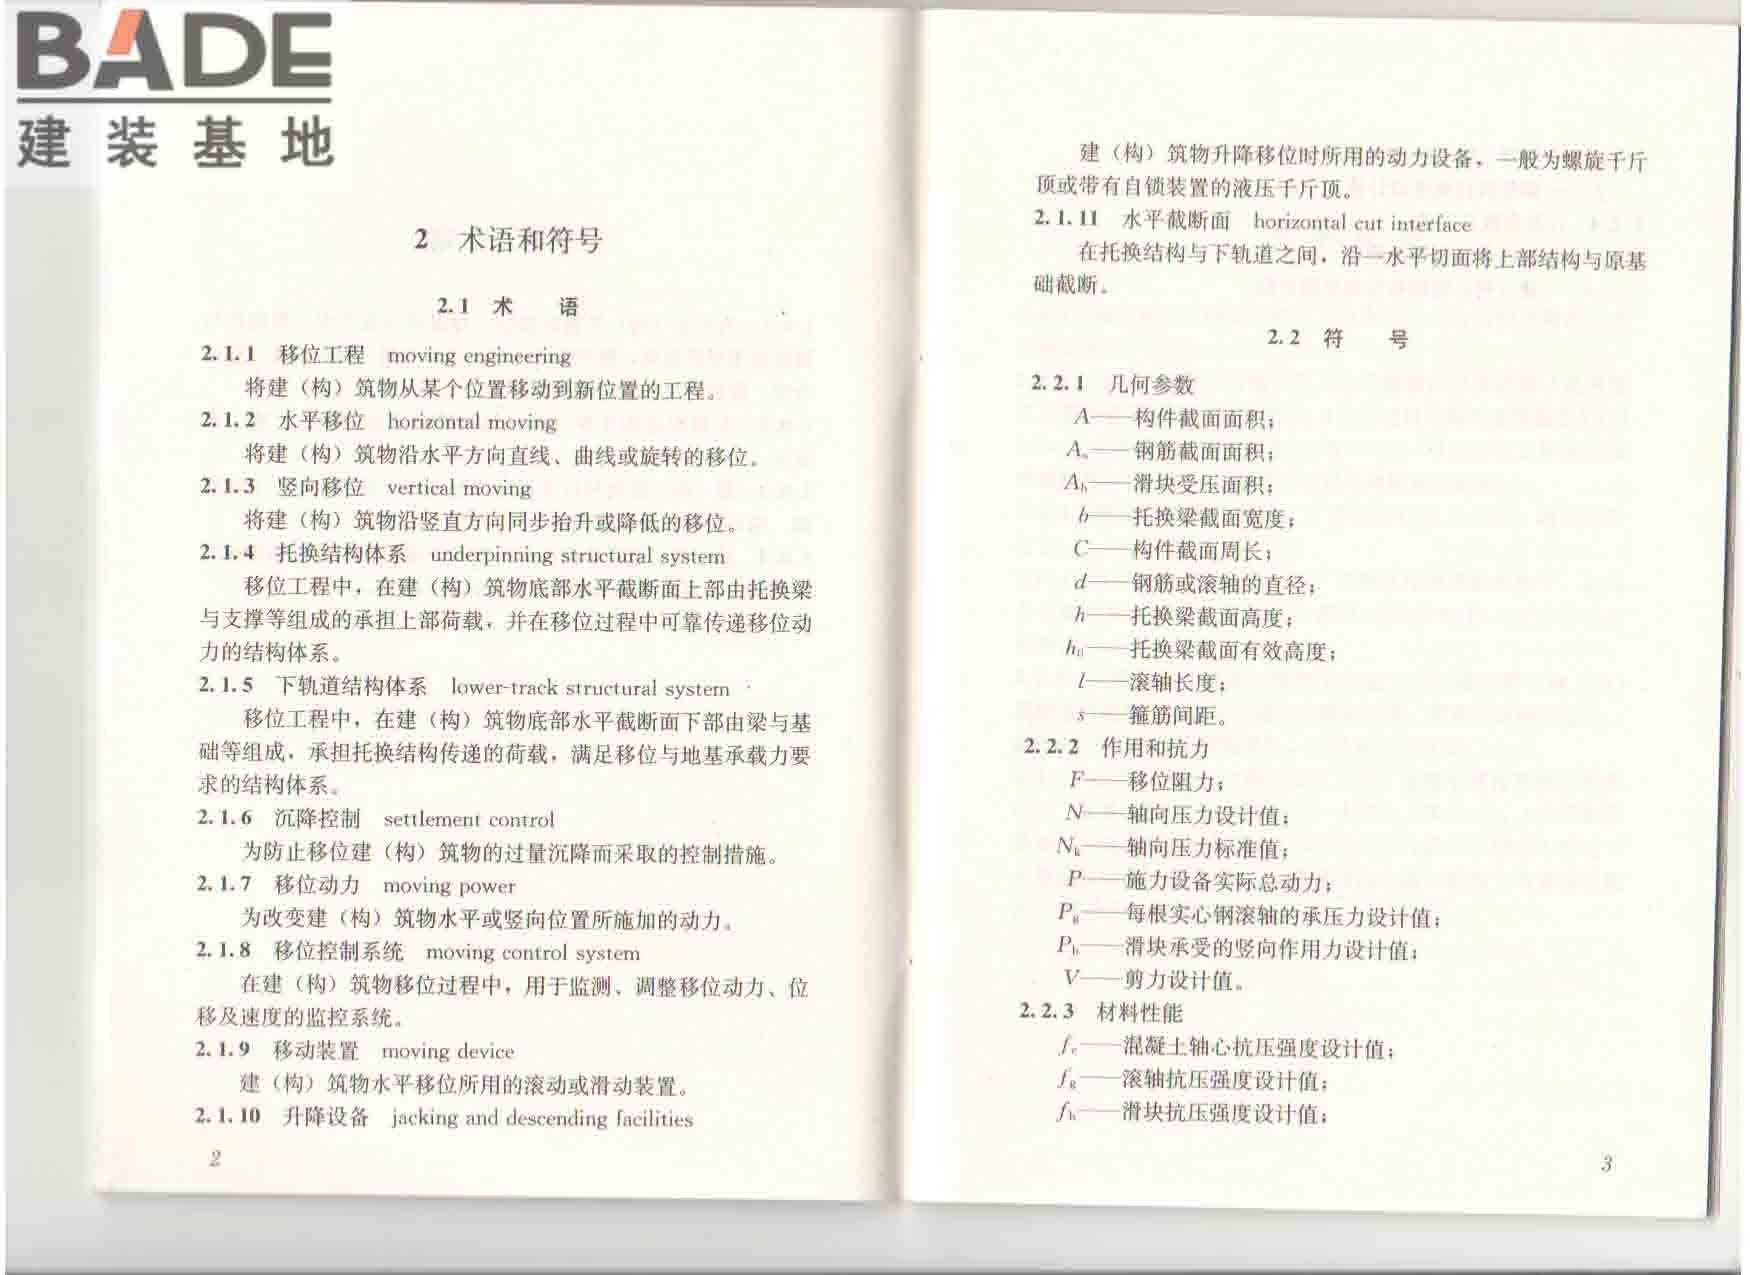 BADE
建装基地
2 术语和符号
2.1 术 语
2.1.1 移位工程 moving engineering
将建（构）筑物从某个位置移动到新位置的工程。
2.1.2 水平移位 horizontal moving
将建（构）筑物沿水平方向直线、曲线或旋转的移位。
2.1.3 竖向移位 vertical moving
将建（构）筑物沿竖直方向同步抬升或降低的移位。
2.1.4 托换结构体系 underpinning structural system
移位工程中，在建（构）筑物底部水平截断面上部由托换梁
与支撑等组成的承担上部荷载，并在移位过程中可靠传递移位动
力的结构体系。
2.1.5 下轨道结构体系 lower-track structural system
移位工程中，在建（构）筑物底部水平截断面下部由梁与基
础等组成，承担托换结构传递的荷载，满足移位与地基承载力要
求的结构体系。
2.1.6 沉降控制 settlement control
为防止移位建（构）筑物的过量沉降而采取的控制措施。
2.1.7 移位动力 moving power
为改变建（构）筑物水平或竖向位置所施加的动力。
2.1.8 移位控制系统 moving control system
在建（构）筑物移位过程中，用于监测、调整移位动力、位
移及速度的监控系统。
2.1.9 移动装置 moving device
建（构）筑物水平移位所用的滚动或滑动装置。
2.1.10 升降设备 jacking and descending facilities
2
建（构）筑物升降移位时所用的动力设备，一般为螺旋千斤
顶或带有自锁装置的液压千斤顶。
2.1.11 水平截断面 horizontal cut interface
在托换结构与下轨道之间，沿一水平切面将上部结构与原基
础截断。
2.2 符 号
2.2.1 几何参数
A——构件截面面积；
Aₛ——钢筋截面面积；
Aₕ——滑块受压面积；
b——托换梁截面宽度；
C——构件截面周长；
d——钢筋或滚轴的直径；
h——托换梁截面高度；
h₀——托换梁截面有效高度；
l——滚轴长度；
s——箍筋间距。
2.2.2 作用和抗力
F——移位阻力；
N——轴向压力设计值；
Nₖ——轴向压力标准值；
P——施力设备实际总动力；
P_g——每根实心钢滚轴的承压力设计值；
Pₕ——滑块承受的竖向作用力设计值；
V——剪力设计值。
2.2.3 材料性能
f_c——混凝土轴心抗压强度设计值；
f_g——滚轴抗压强度设计值；
fₕ——滑块抗压强度设计值；
3